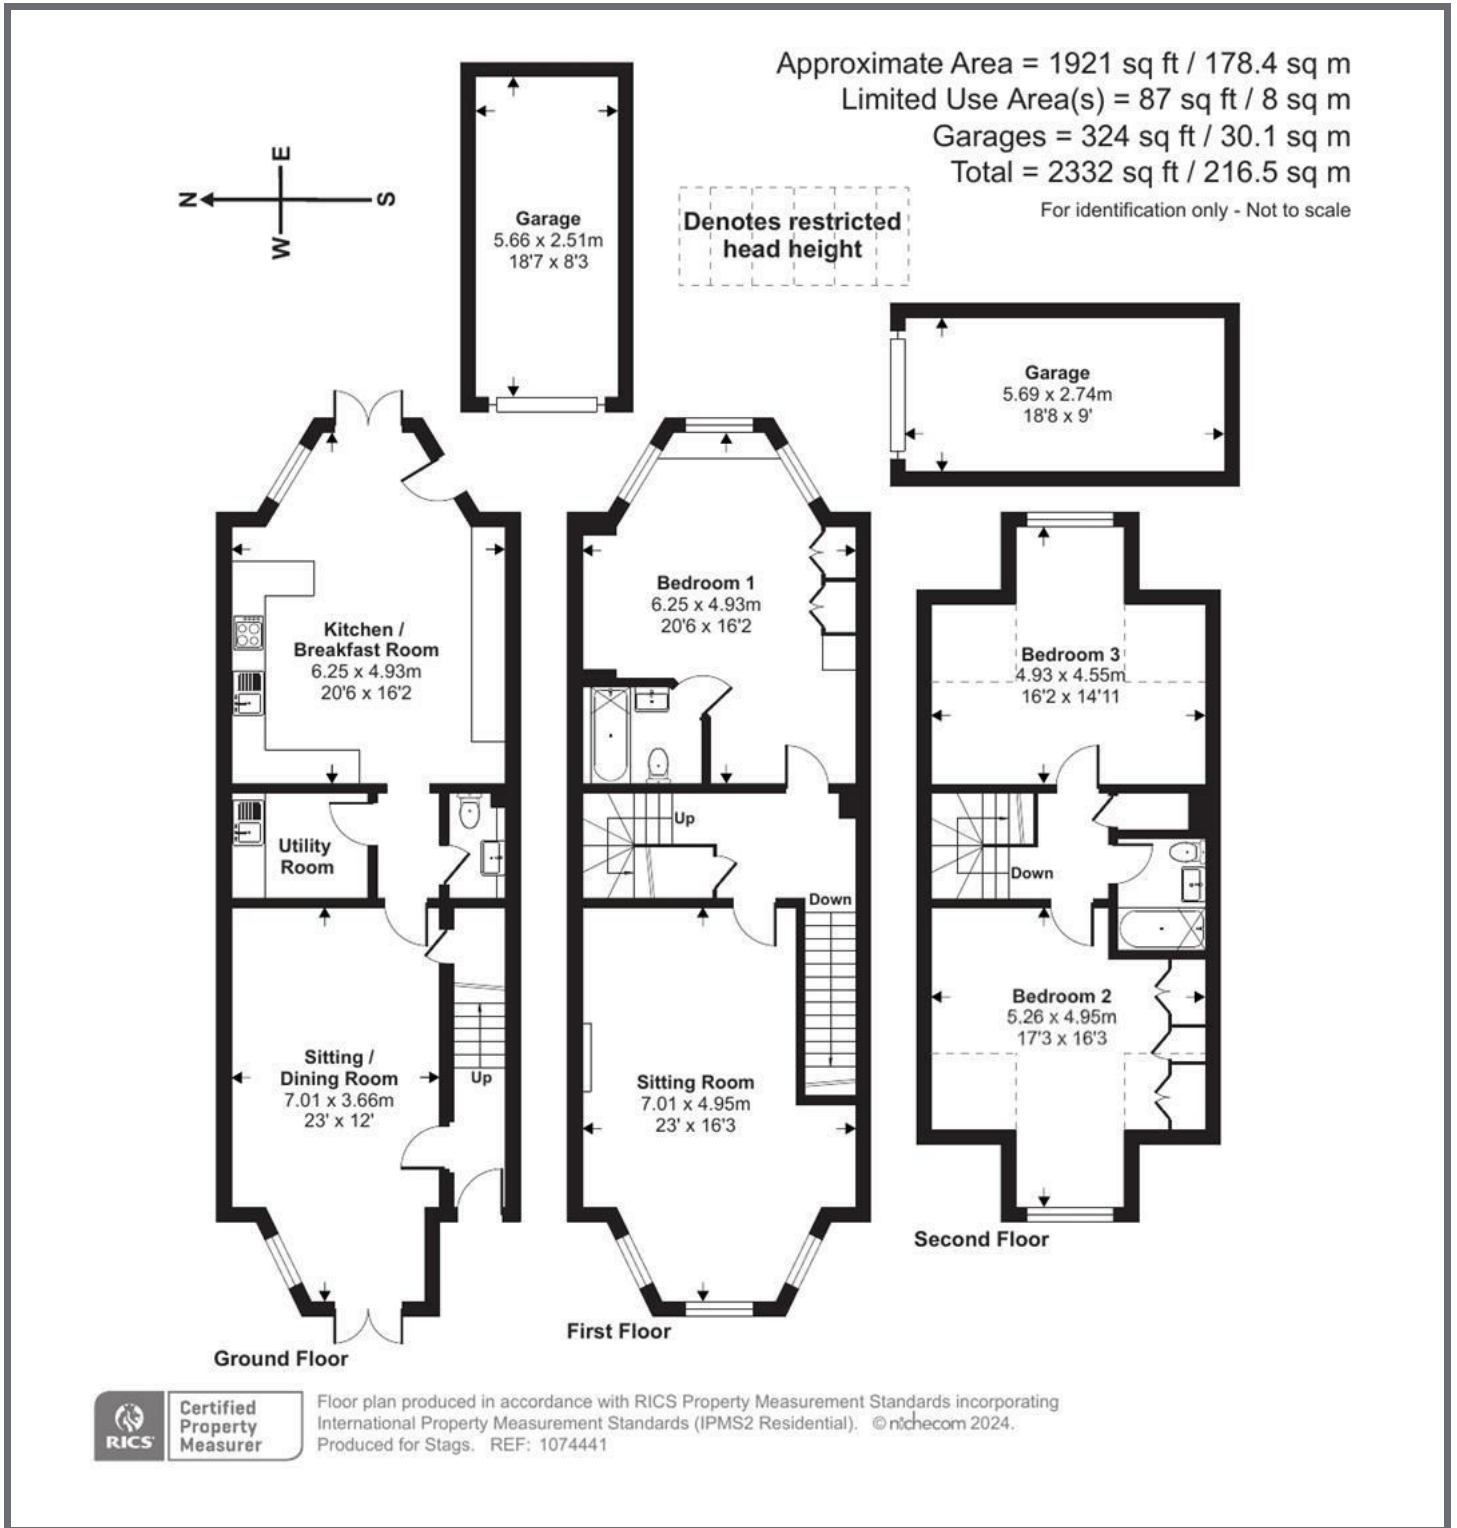 Approximate Area = 1921 sq ft / 178.4 sq m
Limited Use Area(s) = 87 sq ft / 8 sq m
Garages = 324 sq ft / 30.1 sq m
Total = 2332 sq ft / 216.5 sq m
For identification only - Not to scale
N
E
S
W
Denotes restricted
head height
Garage
5.66 x 2.51m
18'7 x 8'3
Garage
5.69 x 2.74m
18'8 x 9'
Kitchen /
Breakfast Room
6.25 x 4.93m
20'6 x 16'2
Utility
Room
Sitting /
Dining Room
7.01 x 3.66m
23' x 12'
Up
Ground Floor
Bedroom 1
6.25 x 4.93m
20'6 x 16'2
Up
Down
Sitting Room
7.01 x 4.95m
23' x 16'3
First Floor
Bedroom 3
4.93 x 4.55m
16'2 x 14'11
Down
Bedroom 2
5.26 x 4.95m
17'3 x 16'3
Second Floor
RICS
Certified
Property
Measurer
Floor plan produced in accordance with RICS Property Measurement Standards incorporating
International Property Measurement Standards (IPMS2 Residential). © nichecom 2024.
Produced for Stags. REF: 1074441